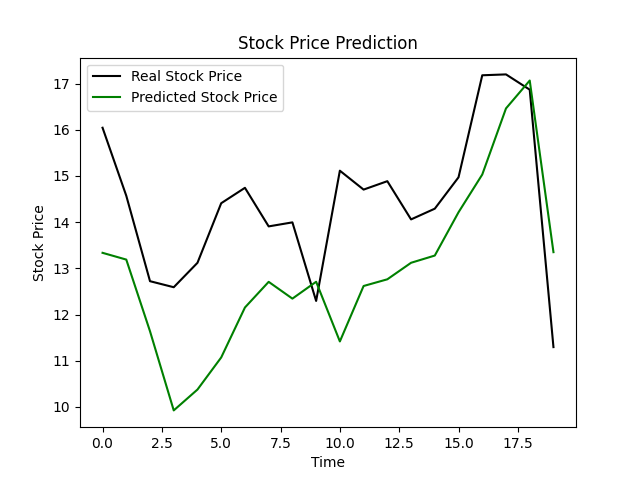 Stock Price Prediction
Real Stock Price
Predicted Stock Price
Stock Price
17
16
15
14
13
12
11
10
0.0 2.5 5.0 7.5 10.0 12.5 15.0 17.5
Time